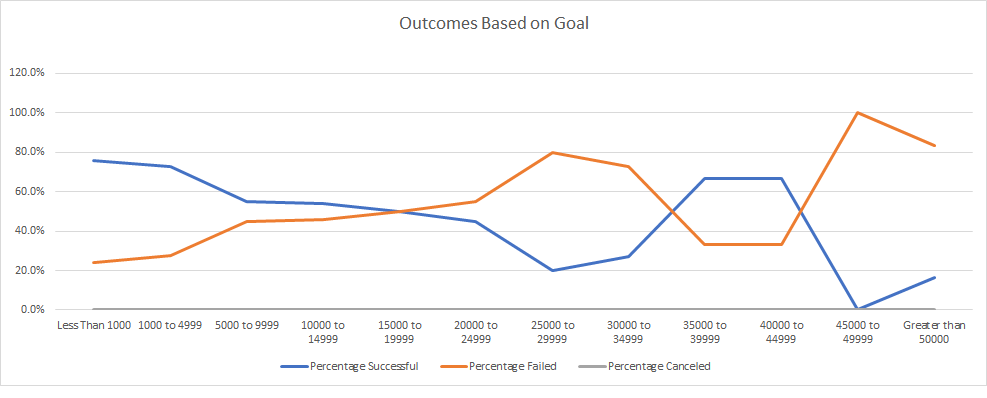 Outcomes Based on Goal
120.0%
100.0%
80.0%
60.0%
40.0%
20.0%
0.0%
Less Than 1000
1000 to 4999
5000 to 9999
10000 to
14999
15000 to
19999
20000 to
24999
25000 to
29999
30000 to
34999
35000 to
39999
40000 to
44999
45000 to
49999
Greater than
50000
Percentage Successful
Percentage Failed
Percentage Canceled